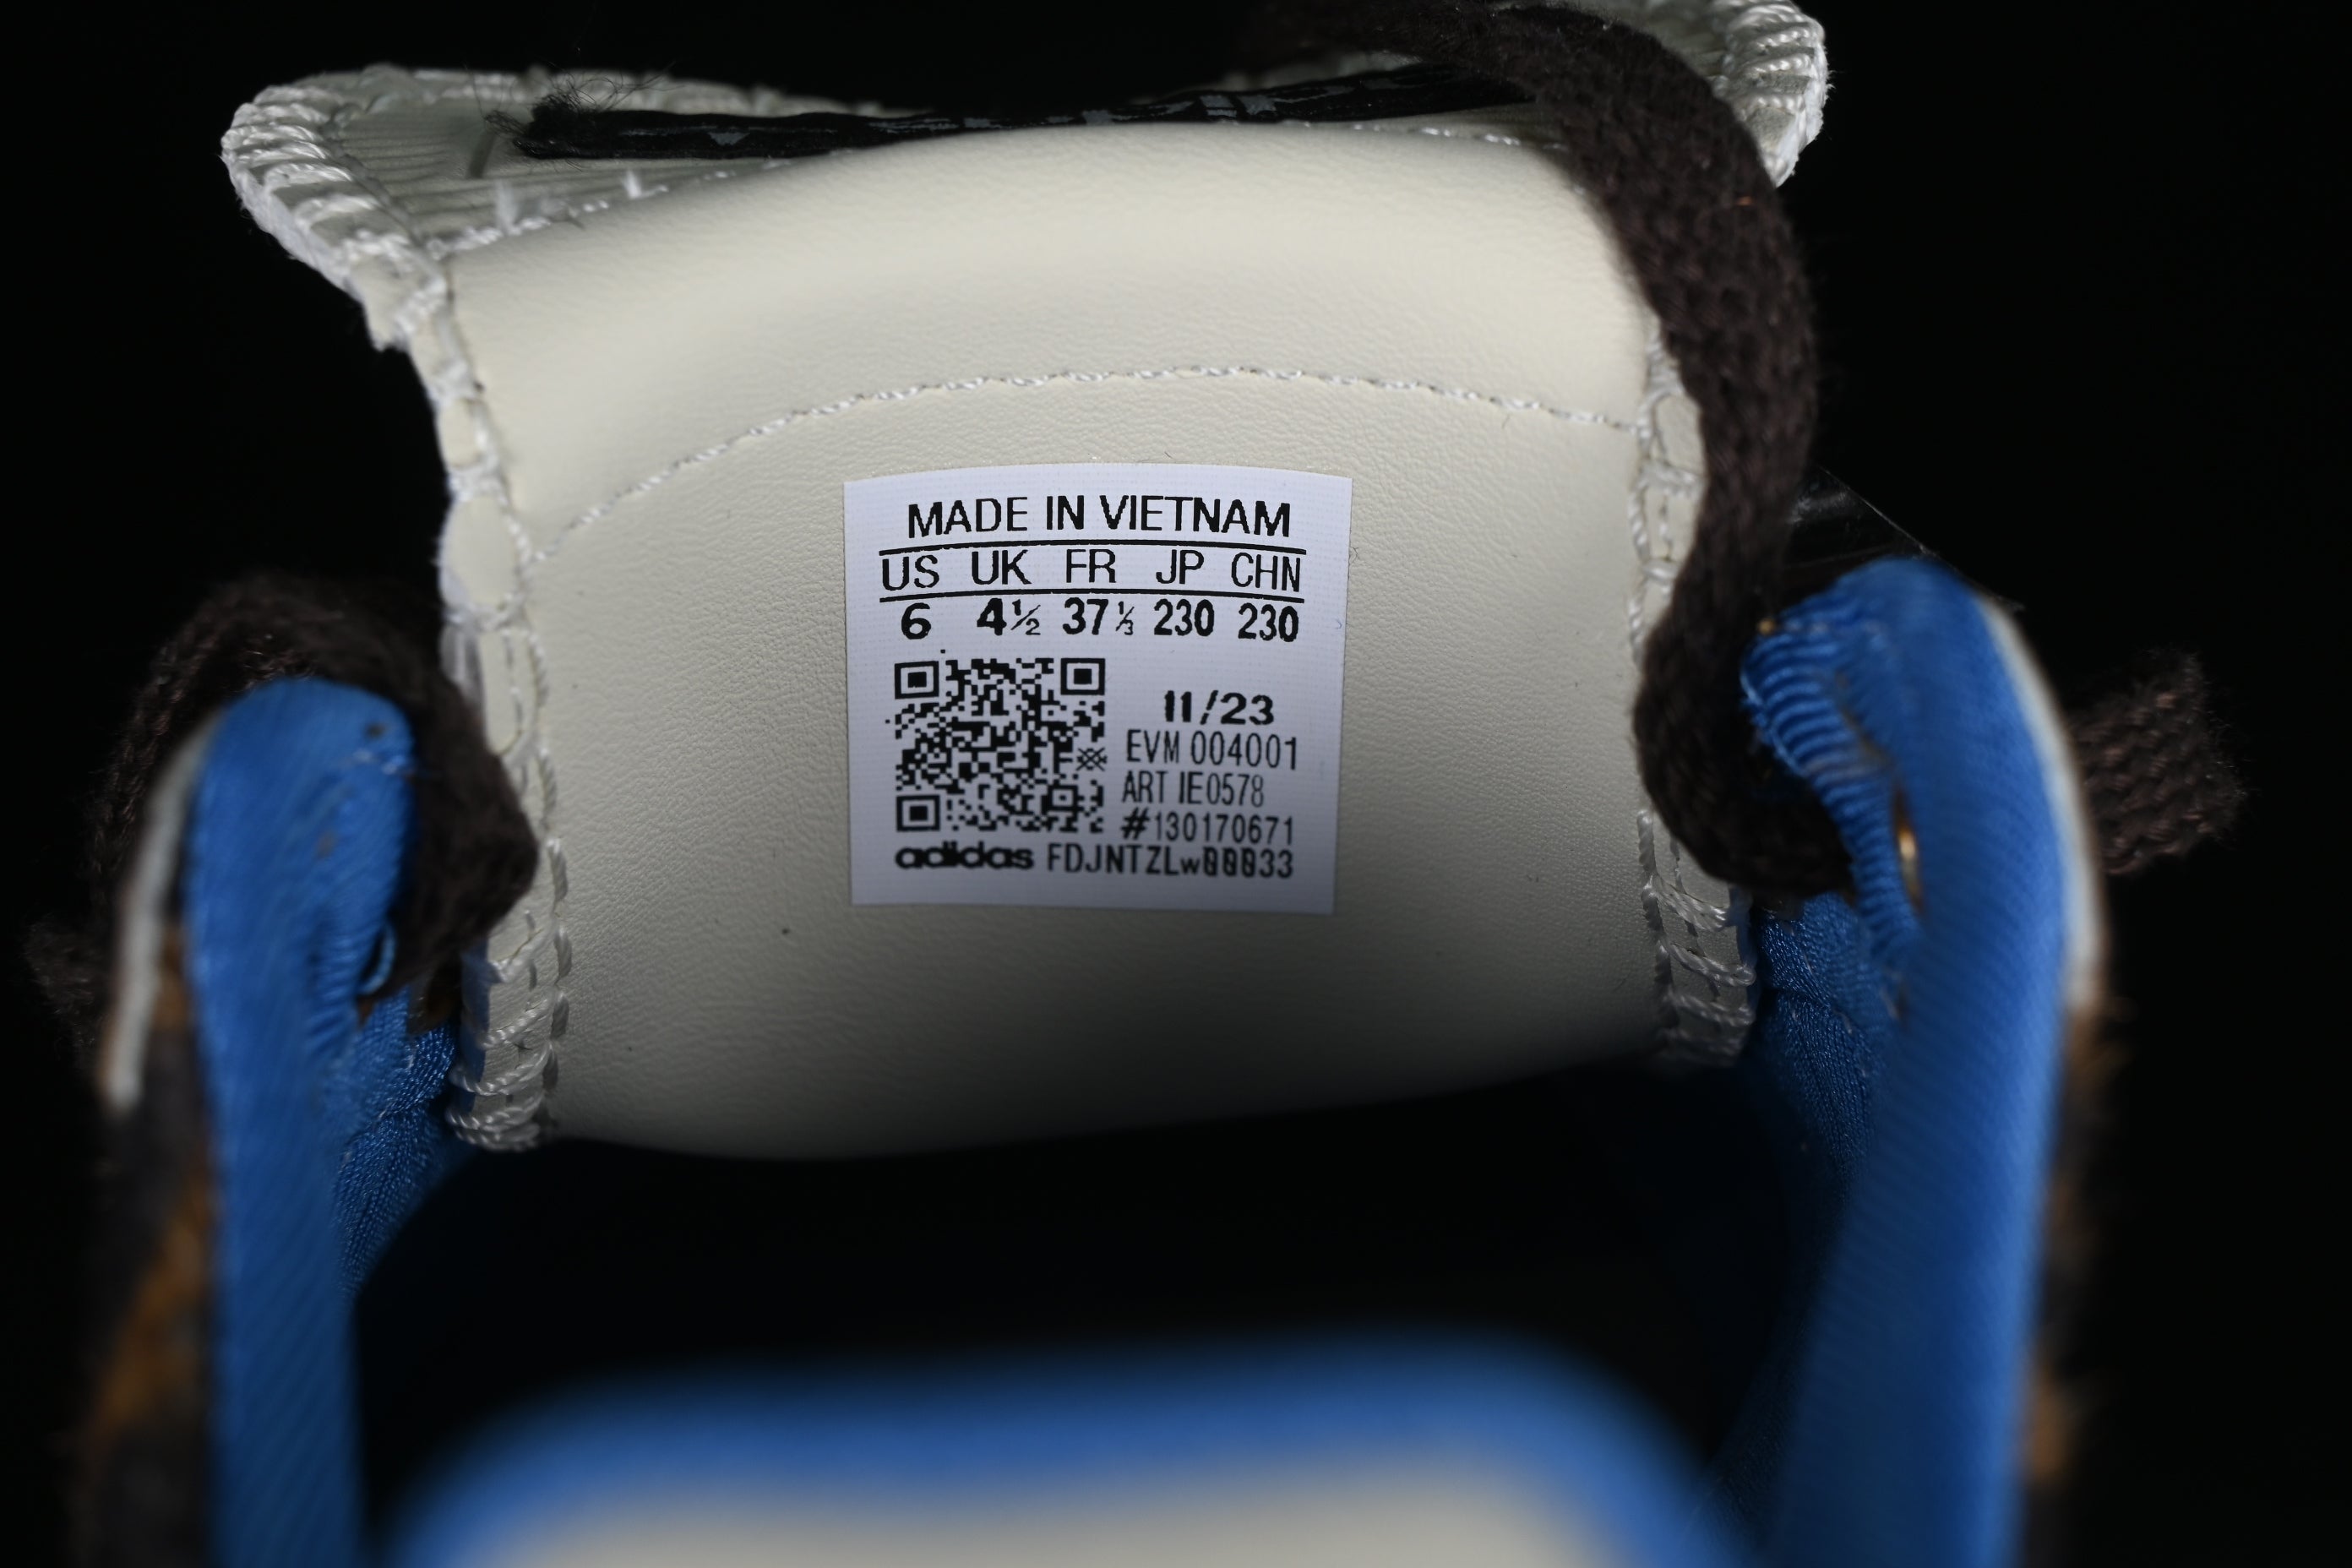 MADE IN VIETNAM
US UK FR JP CHN
6 4½ 37⅓ 230 230
11/23
EVM 004001
ART IE0578
#130170671
adidas FDJNTZLw00033